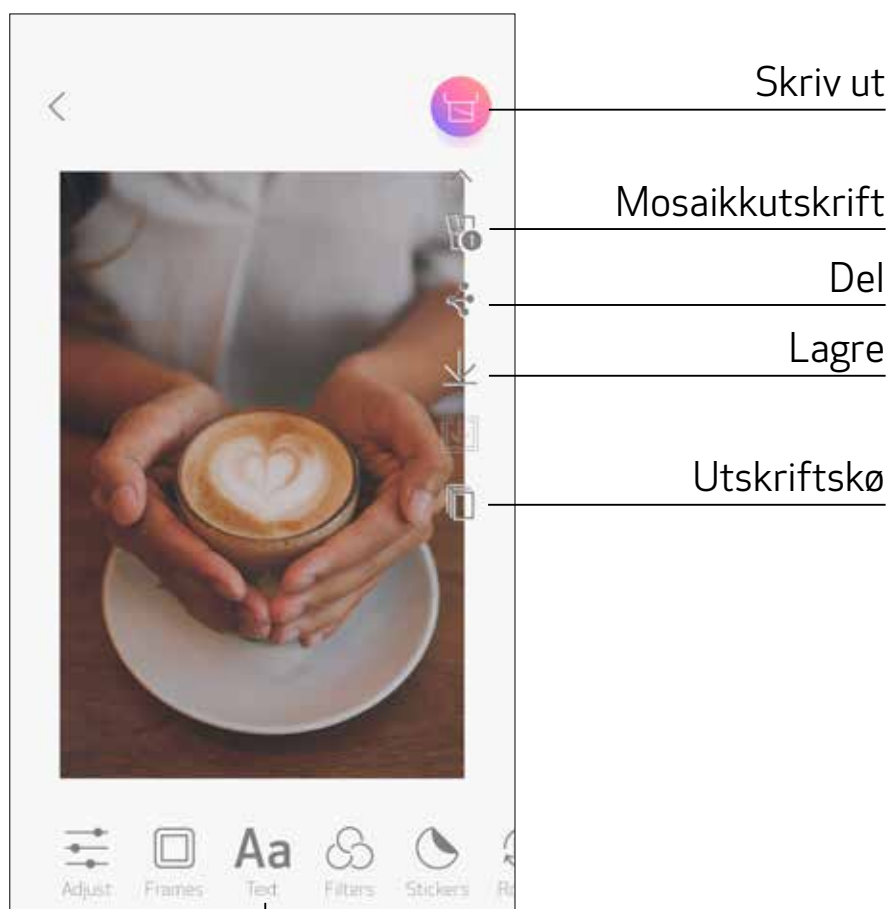 Skriv ut
Mosaikkutskrift
Del
Lagre
Utskriftskø
Aa
Adjust Frames Text Filters Stickers